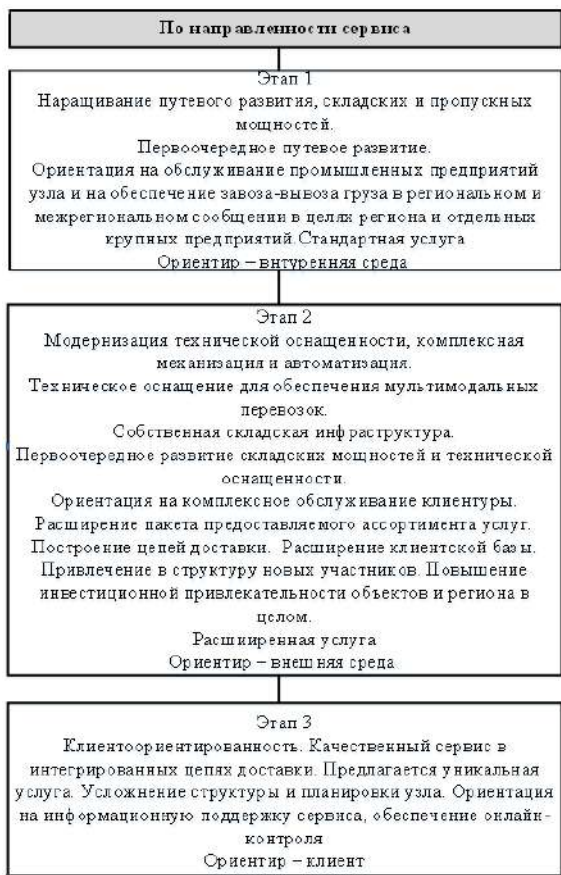 По направленности сервиса
Этап 1
Наращивание путевого развития, складских и пропускных
мощностей.
Первоочередное путевое развитие.
Ориентация на обслуживание промышленных предприятий
узла и на обеспечение завоза-вывоза груза в региональном и
межрегиональном сообщении в целях региона и отдельных
крупных предприятий.Стандартная услуга
Ориентир – внтуренняя среда
Этап 2
Модернизация технической оснащенности, комплексная
механизация и автоматизация.
Техническое оснащение для обеспечения мультимодальных
перевозок.
Собственная складская инфраструктура.
Первоочередное развитие складских мощностей и технической
оснащенности.
Ориентация на комплексное обслуживание клиентуры.
Расширение пакета предоставляемого ассортимента услуг.
Построение цепей доставки. Расширение клиентской базы.
Привлечение в структуру новых участников. Повышение
инвестиционной привлекательности объектов и региона в
целом.
Расширенная услуга
Ориентир – внешняя среда
Этап 3
Клиентоориентированность. Качественный сервис в
интегрированных цепях доставки. Предлагается уникальная
услуга. Усложнение структуры и планировки узла. Ориентация
на информационную поддержку сервиса, обеспечение онлайн-
контроля
Ориентир – клиент